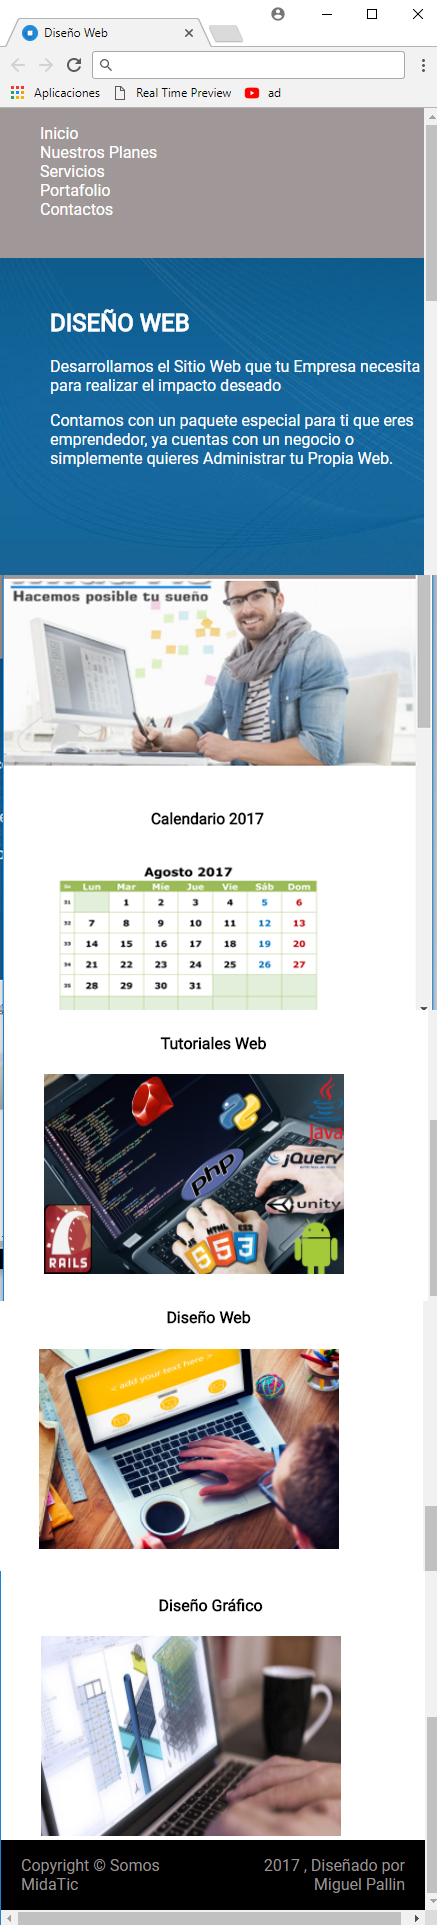 Diseño Web
Aplicaciones
Real Time Preview
ad
Inicio
Nuestros Planes
Servicios
Portafolio
Contactos
DISEÑO WEB
Desarrollamos el Sitio Web que tu Empresa necesita
para realizar el impacto deseado
Contamos con un paquete especial para ti que eres
emprendedor, ya cuentas con un negocio o
simplemente quieres Administrar tu Propia Web.
Hacemos posible tu sueño
Calendario 2017
Agosto 2017
Lun Mar Mie Jue Vie Sáb Dom
31 1 2 3 4 5 6
32 7 8 9 10 11 12 13
33 14 15 16 17 18 19 20
34 21 22 23 24 25 26 27
35 28 29 30 31
Tutoriales Web
Java
php
jQuery
unity
JS HTML CSS
5 5 3
RAILS
Diseño Web
< add your text here >
Diseño Gráfico
Copyright © Somos
MidaTic
2017 , Diseñado por
Miguel Pallin